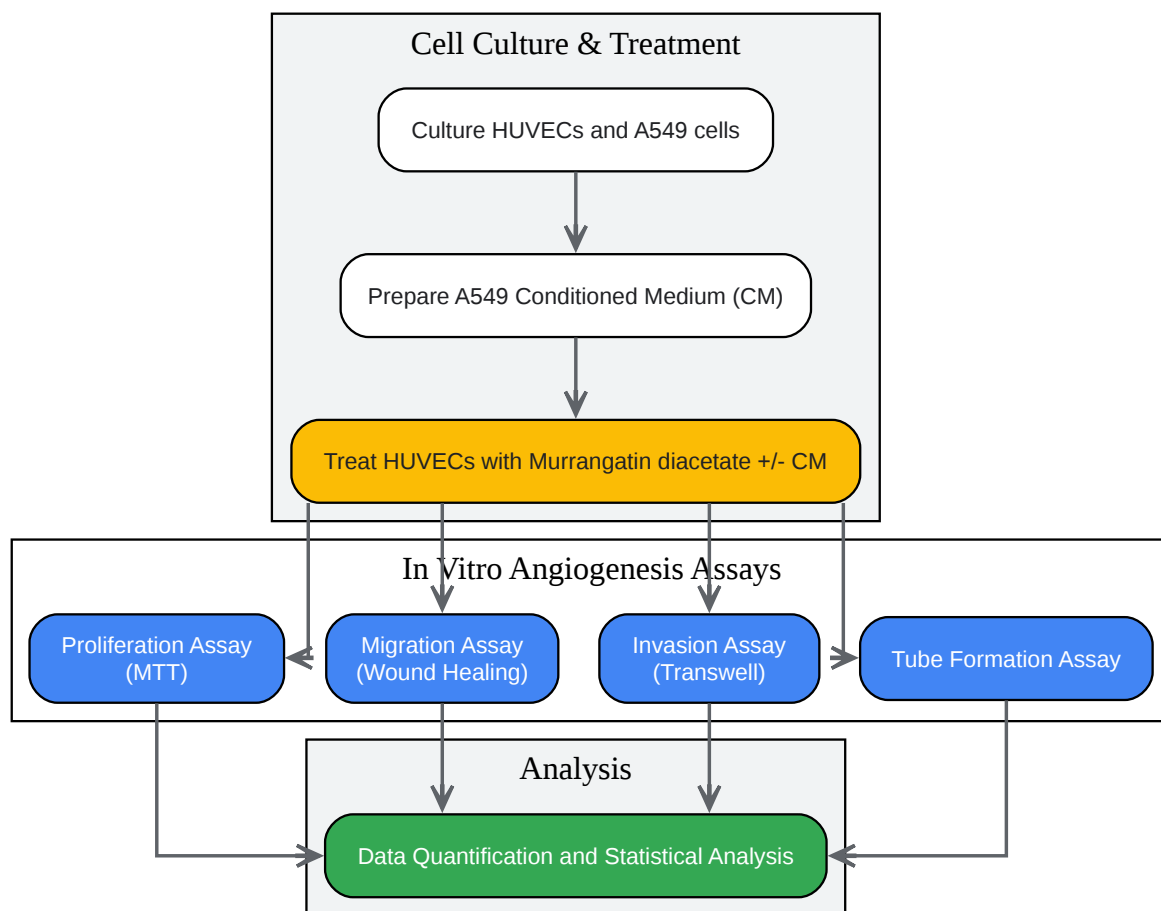 Cell Culture & Treatment
Culture HUVECs and A549 cells
Prepare A549 Conditioned Medium (CM)
Treat HUVECs with Murrangatin diacetate +/- CM
In Vitro Angiogenesis Assays
Proliferation Assay
(MTT)
Migration Assay
(Wound Healing)
Invasion Assay
(Transwell)
Tube Formation Assay
Analysis
Data Quantification and Statistical Analysis